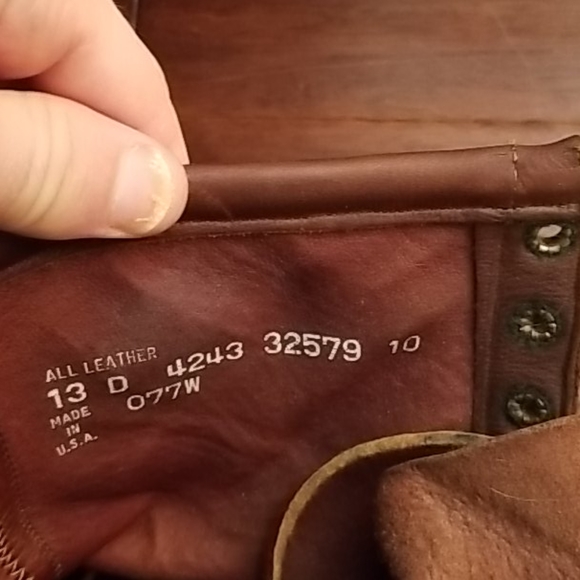 ALL LEATHER
13 D 4243 32579 10
MADE 077W
IN
U.S.A.